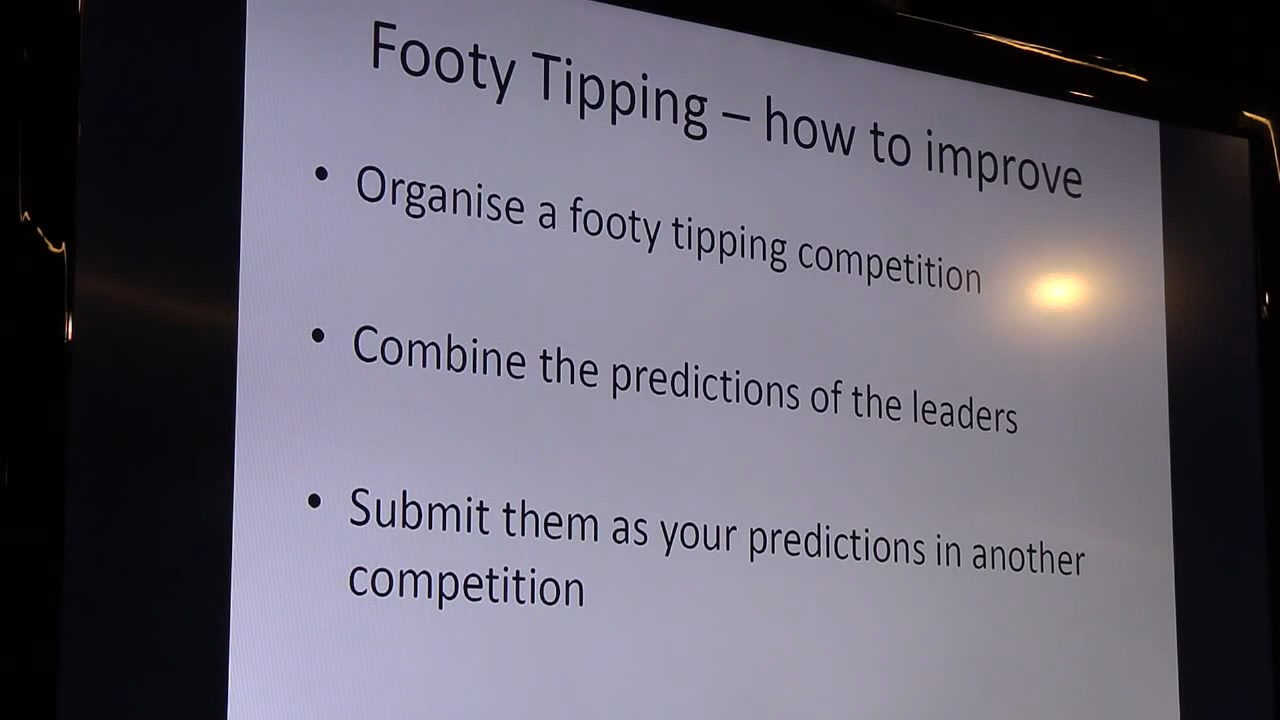 Footy Tipping – how to improve
• Organise a footy tipping competition
• Combine the predictions of the leaders
• Submit them as your predictions in another
competition